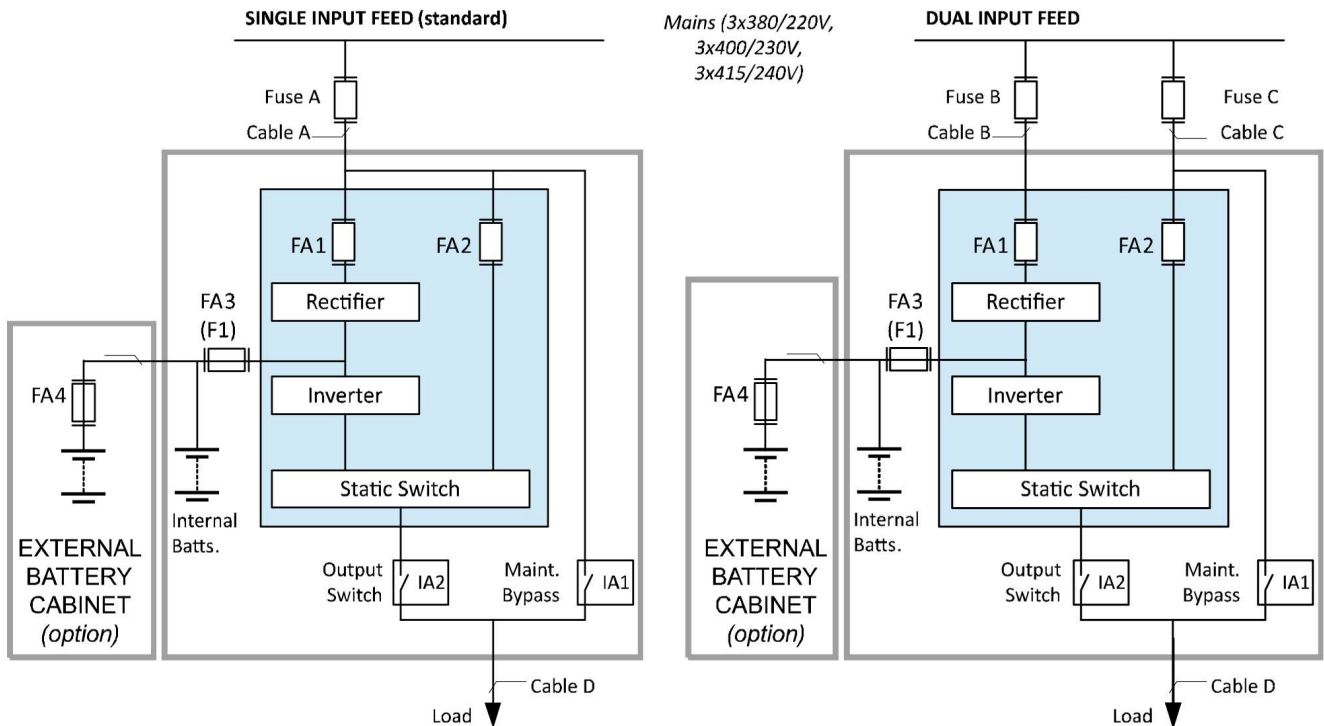 SINGLE INPUT FEED (standard)
Mains (3x380/220V,
3x400/230V,
3x415/240V)
DUAL INPUT FEED
Fuse A
Cable A
FA1
FA2
Rectifier
FA3
(F1)
Inverter
FA4
Static Switch
Internal
Batts.
EXTERNAL
BATTERY
CABINET
(option)
Output
Switch
IA2
Maint.
Bypass
IA1
Cable D
Load
Fuse B
Cable B
Fuse C
Cable C
FA1
FA2
Rectifier
FA3
(F1)
Inverter
FA4
Static Switch
Internal
Batts.
EXTERNAL
BATTERY
CABINET
(option)
Output
Switch
IA2
Maint.
Bypass
IA1
Cable D
Load